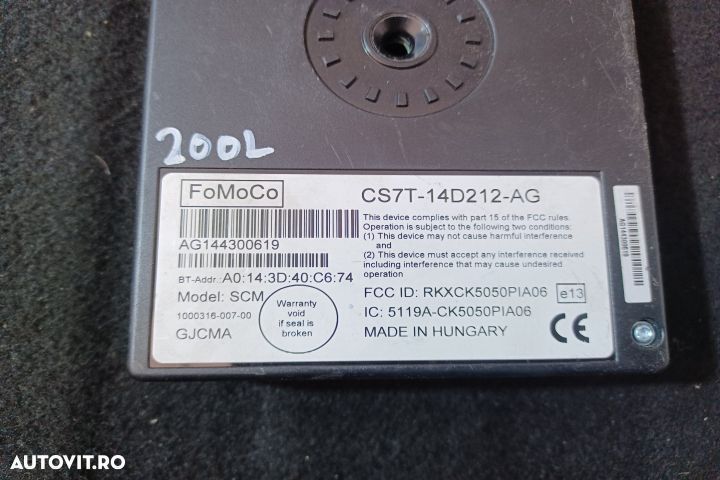 200L
FoMoCo
CS7T-14D212-AG
AG144300619
BT-Addr.:A0:14:3D:40:C6:74
Model: SCM
1000316-007-00
GJCMA
Warranty
void
if seal is
broken
This device complies with part 15 of the FCC rules.
Operation is subject to the following two conditions:
(1) This device may not cause harmful interference
and
(2) This device must accept any interference received
including interference that may cause undesired
operation
FCC ID: RKXCK5050PIA06
e13
IC: 5119A-CK5050PIA06
MADE IN HUNGARY
CE
AG144300619
AUTOVIT.RO